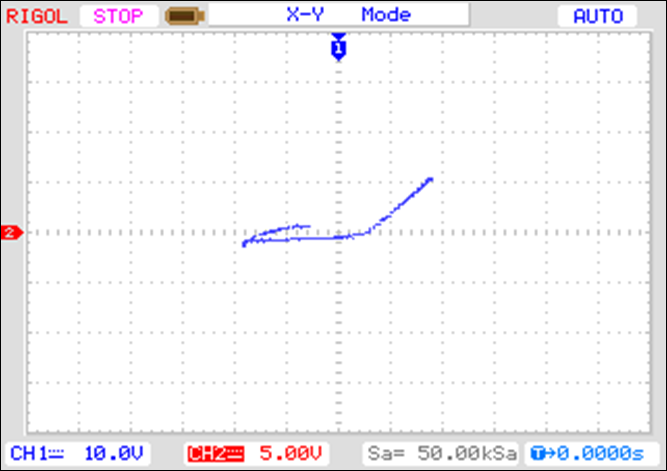 RIGOL STOP X-Y Mode AUTO
1
2
CH1 10.0V CH2 5.00V Sa= 50.00kSa T→0.0000s